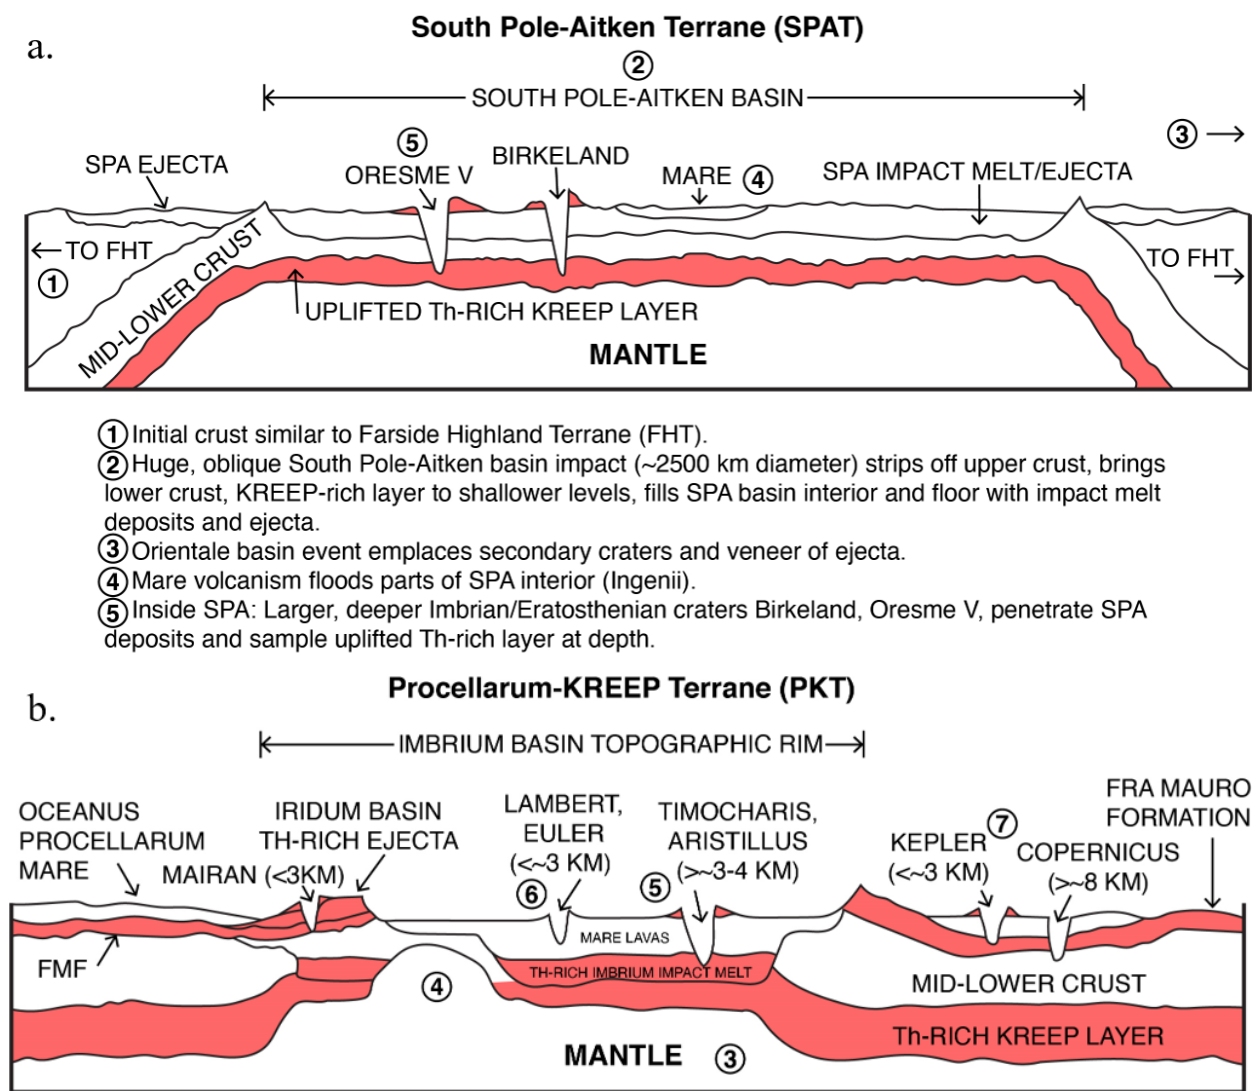 a.
South Pole-Aitken Terrane (SPAT)
②
SOUTH POLE-AITKEN BASIN
③
⑤
BIRKELAND
SPA EJECTA
ORESME V
MARE ④
SPA IMPACT MELT/EJECTA
TO FHT
①
MID-LOWER CRUST
TO FHT
UPLIFTED Th-RICH KREEP LAYER
MANTLE
① Initial crust similar to Farside Highland Terrane (FHT).
② Huge, oblique South Pole-Aitken basin impact (~2500 km diameter) strips off upper crust, brings
lower crust, KREEP-rich layer to shallower levels, fills SPA basin interior and floor with impact melt
deposits and ejecta.
③ Orientale basin event emplaces secondary craters and veneer of ejecta.
④ Mare volcanism floods parts of SPA interior (Ingenii).
⑤ Inside SPA: Larger, deeper Imbrian/Eratosthenian craters Birkeland, Oresme V, penetrate SPA
deposits and sample uplifted Th-rich layer at depth.
b.
Procellarum-KREEP Terrane (PKT)
IMBRIUM BASIN TOPOGRAPHIC RIM
OCEANUS
PROCELLARUM
MARE
IRIDUM BASIN
TH-RICH EJECTA
MAIRAN (<3KM)
LAMBERT,
EULER
(<~3 KM)
⑥
TIMOCHARIS,
ARISTILLUS
(>~3-4 KM)
⑤
KEPLER ⑦
(<~3 KM)
COPERNICUS
(>~8 KM)
FRA MAURO
FORMATION
FMF
MARE LAVAS
TH-RICH IMBRIUM IMPACT MELT
④
MID-LOWER CRUST
Th-RICH KREEP LAYER
MANTLE ③